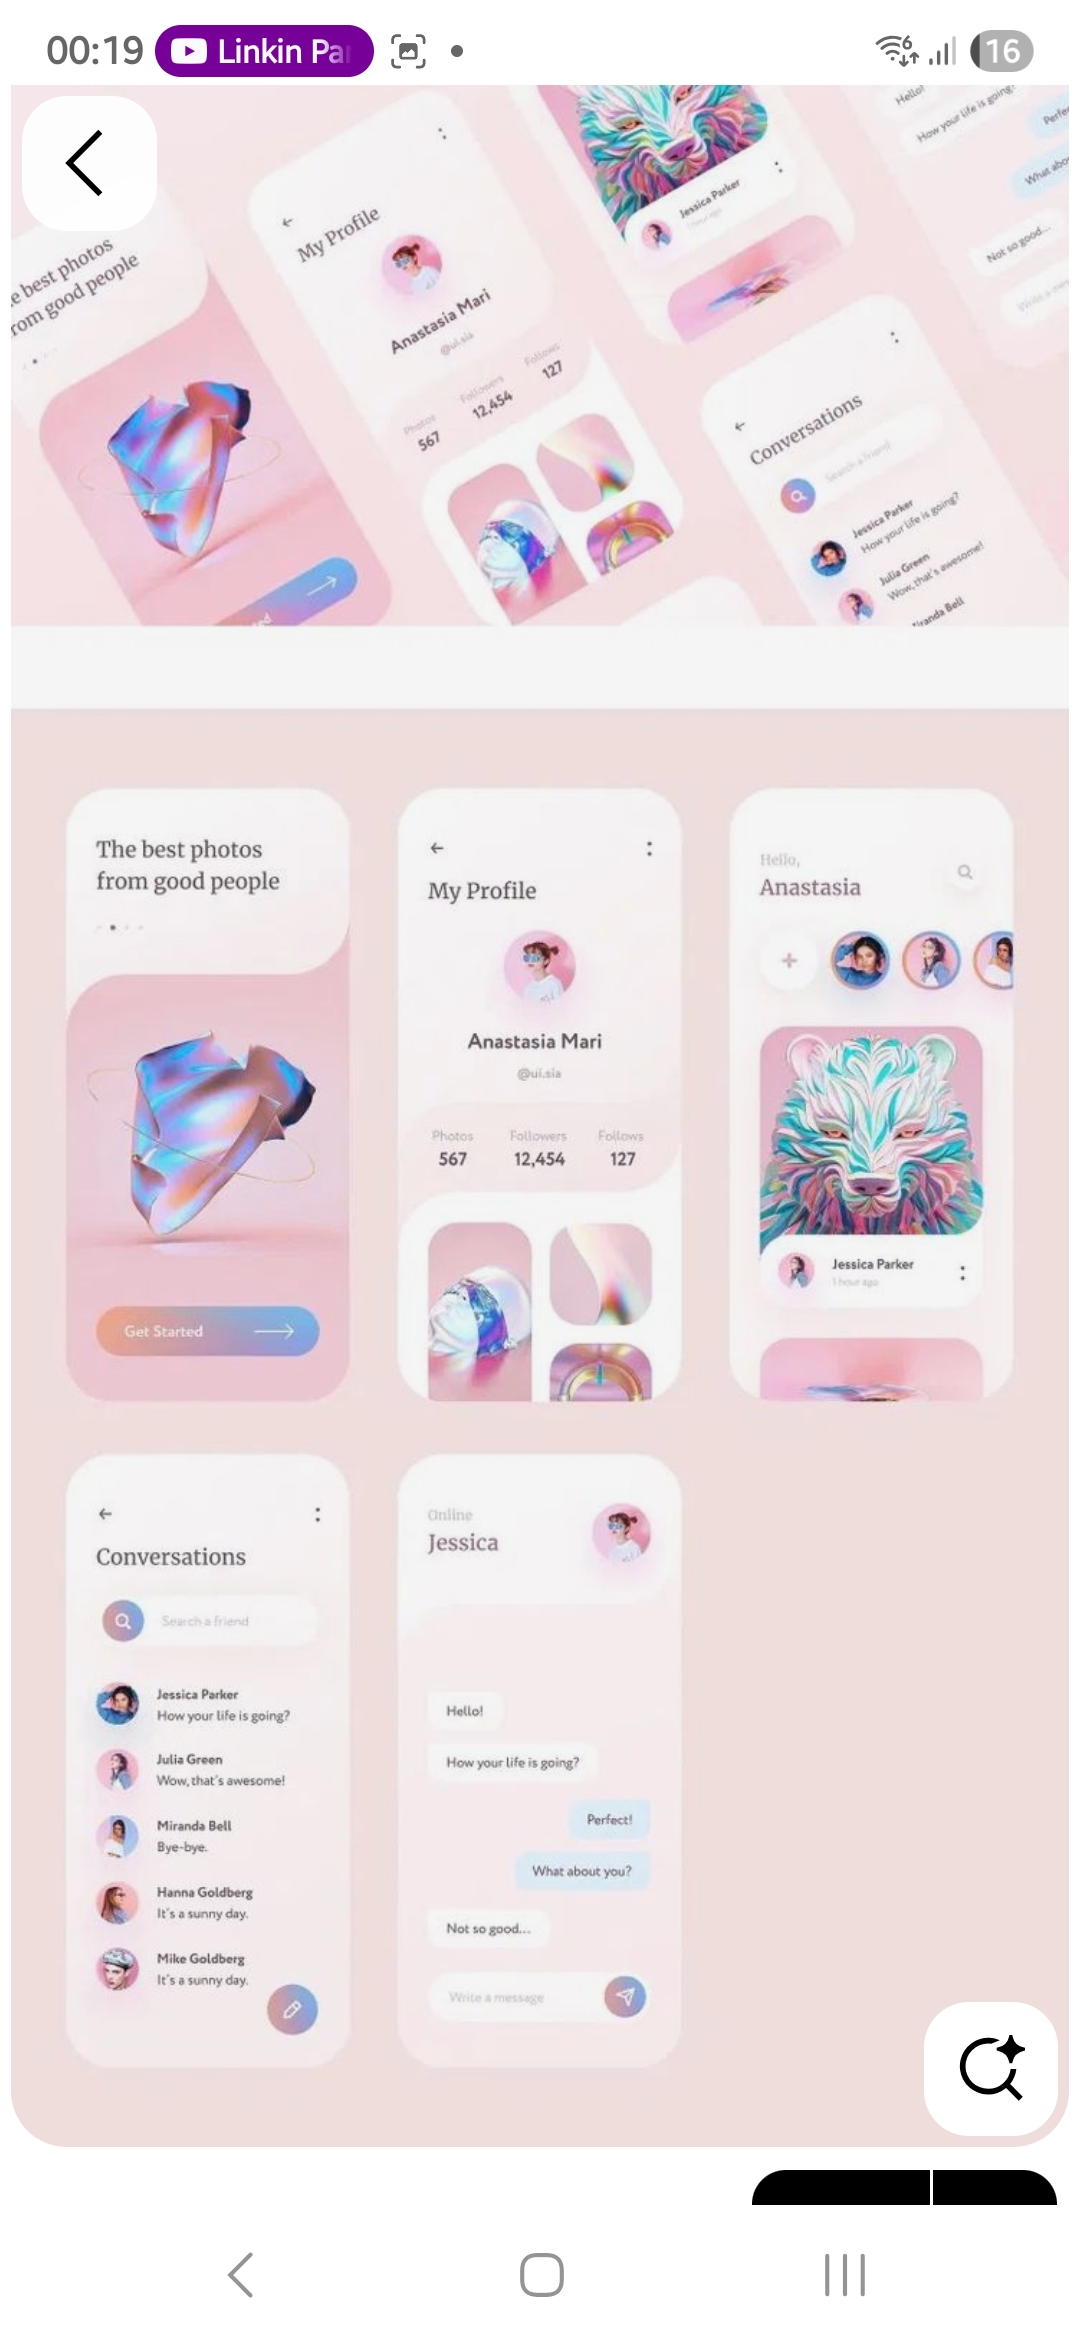 00:19
Linkin Par
16
Hello!
How your life is going?
What abo
Not so good...
Jessica Parker
1 hour ago
My Profile
Anastasia Mari
@ui.sia
Photos
567
Followers
12,454
Follows
127
e best photos
rom good people
Conversations
Search a friend
Jessica Parker
How your life is going?
Julia Green
Wow, that's awesome!
The best photos
from good people
Get Started
My Profile
Anastasia Mari
@ui.sia
Photos Followers Follows
567 12,454 127
Hello,
Anastasia
Jessica Parker
1 hour ago
Conversations
Search a friend
Jessica Parker
How your life is going?
Julia Green
Wow, that's awesome!
Miranda Bell
Bye-bye.
Hanna Goldberg
It's a sunny day.
Mike Goldberg
It's a sunny day.
Online
Jessica
Hello!
How your life is going?
Perfect!
What about you?
Not so good...
Write a message